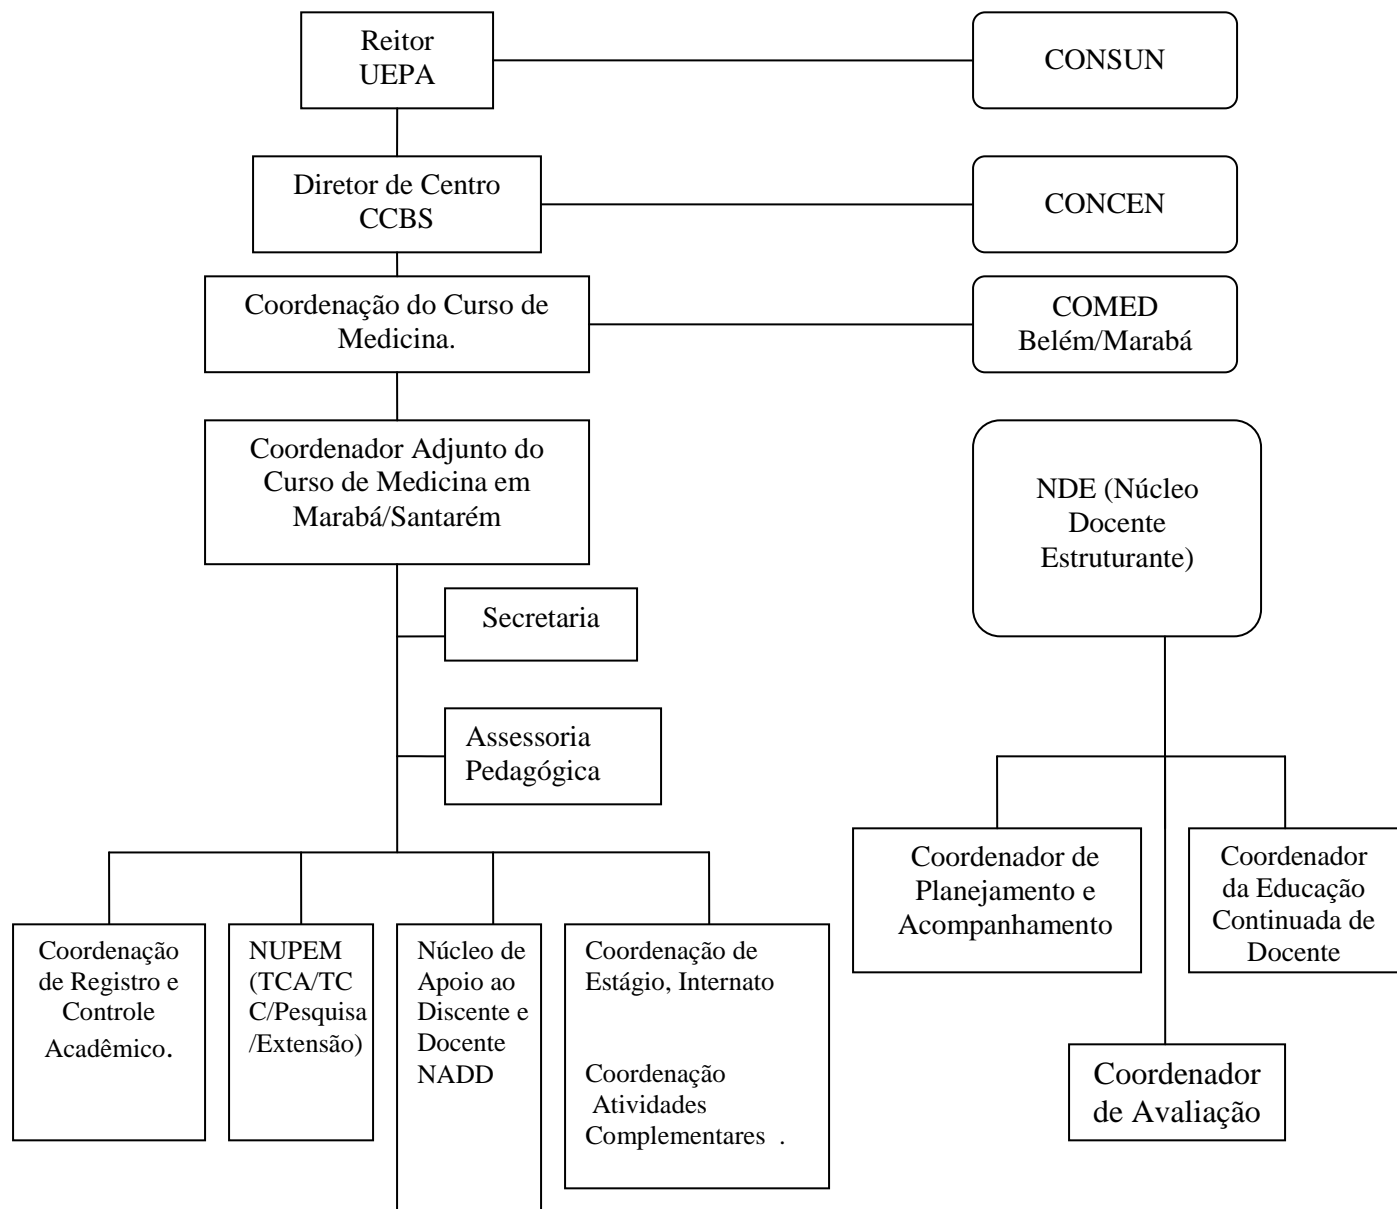 Reitor
UEPA
CONSUN
Diretor de Centro
CCBS
CONCEN
Coordenação do Curso de
Medicina.
COMED
Belém/Marabá
Coordenador Adjunto do
Curso de Medicina em
Marabá/Santarém
NDE (Núcleo
Docente
Estruturante)
Secretaria
Assessoria
Pedagógica
Coordenador de
Planejamento e
Acompanhamento
Coordenador
da Educação
Continuada de
Docente
Coordenação
de Registro e
Controle
Acadêmico.
NUPEM
(TCA/TC
C/Pesquisa
/Extensão)
Núcleo de
Apoio ao
Discente e
Docente
NADD
Coordenação de
Estágio, Internato
Coordenação
Atividades
Complementares .
Coordenador
de Avaliação